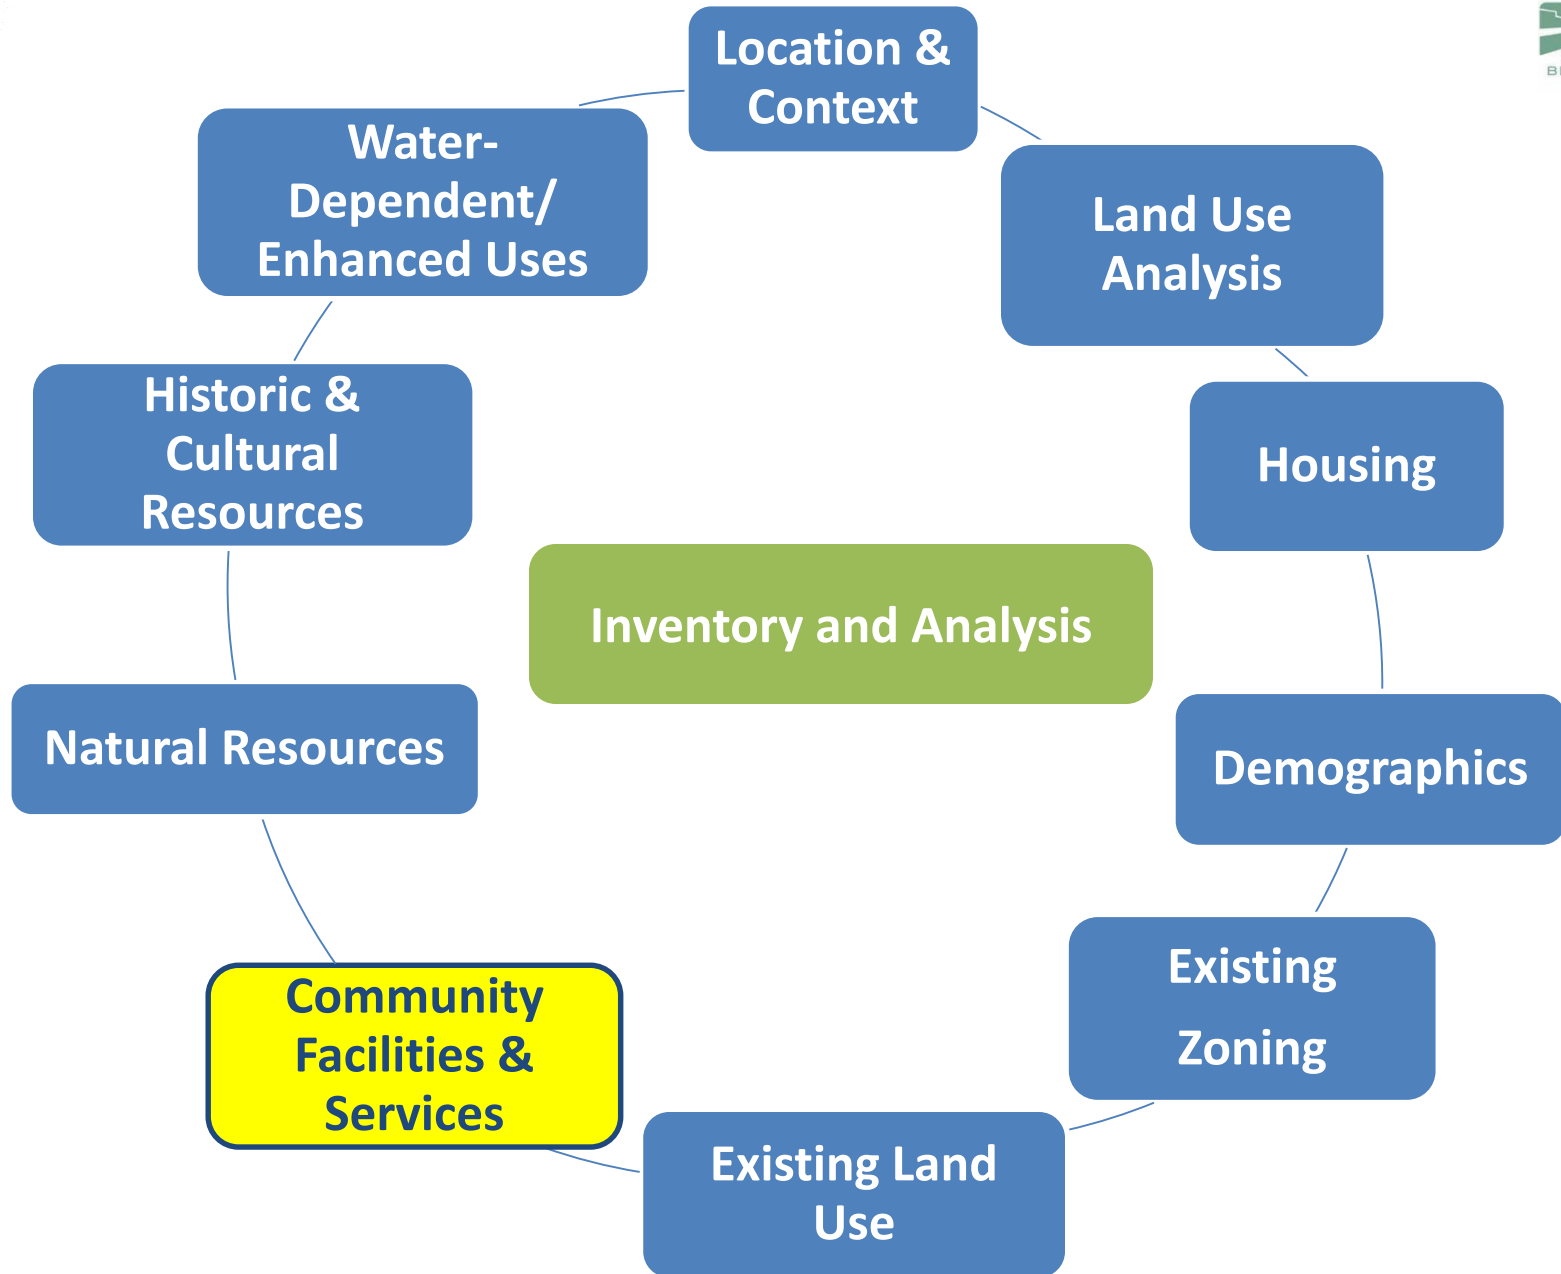 Location &
Context
Land Use
Analysis
Housing
Demographics
Existing
Zoning
Existing Land
Use
Community
Facilities &
Services
Natural Resources
Historic &
Cultural
Resources
Water-
Dependent/
Enhanced Uses
Inventory and Analysis